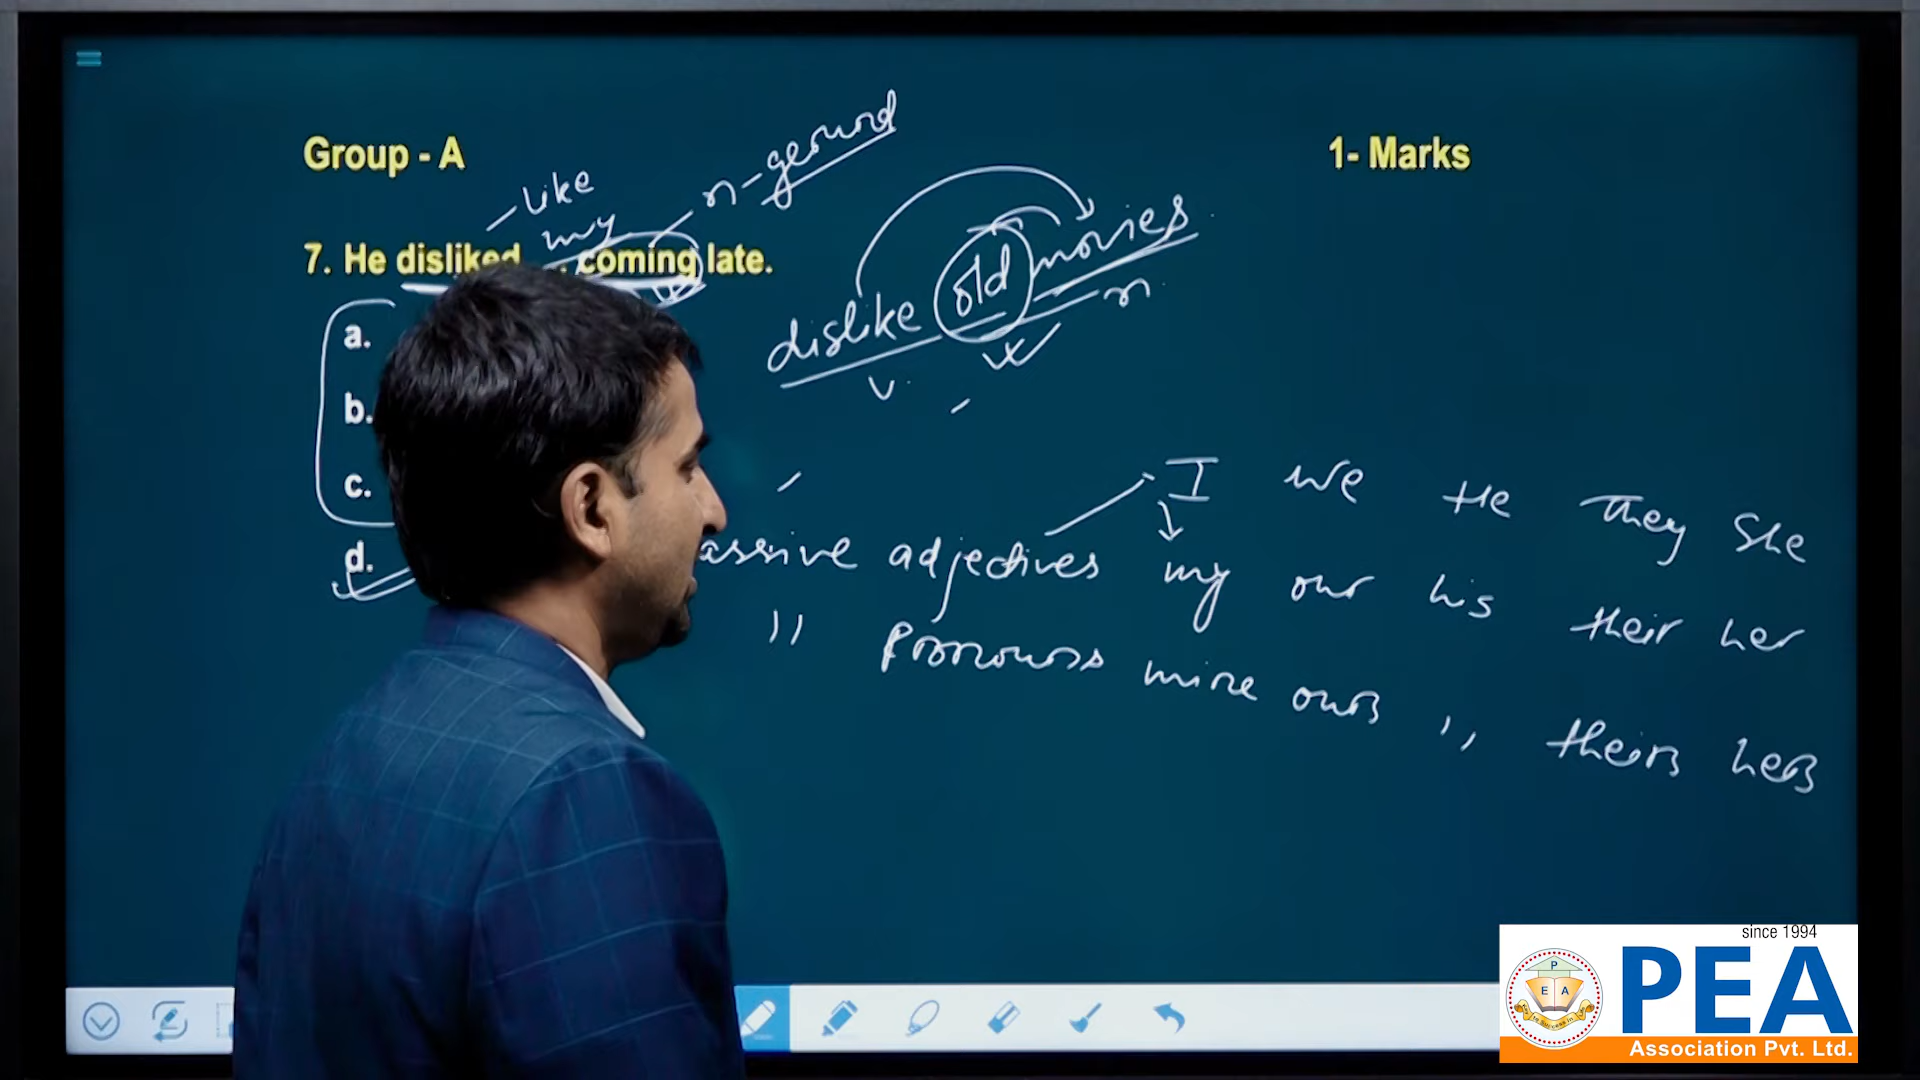 Group - A
1- Marks
n-gerund
like
my
7. He disliked ... coming late.
dislike old movies
n
v.
a.
b.
c.
d.
I we He They She
assive adjectives my our his their her
" Pronouns mine ours " theirs hers
since 1994
P
E A
PEA
Association Pvt. Ltd.